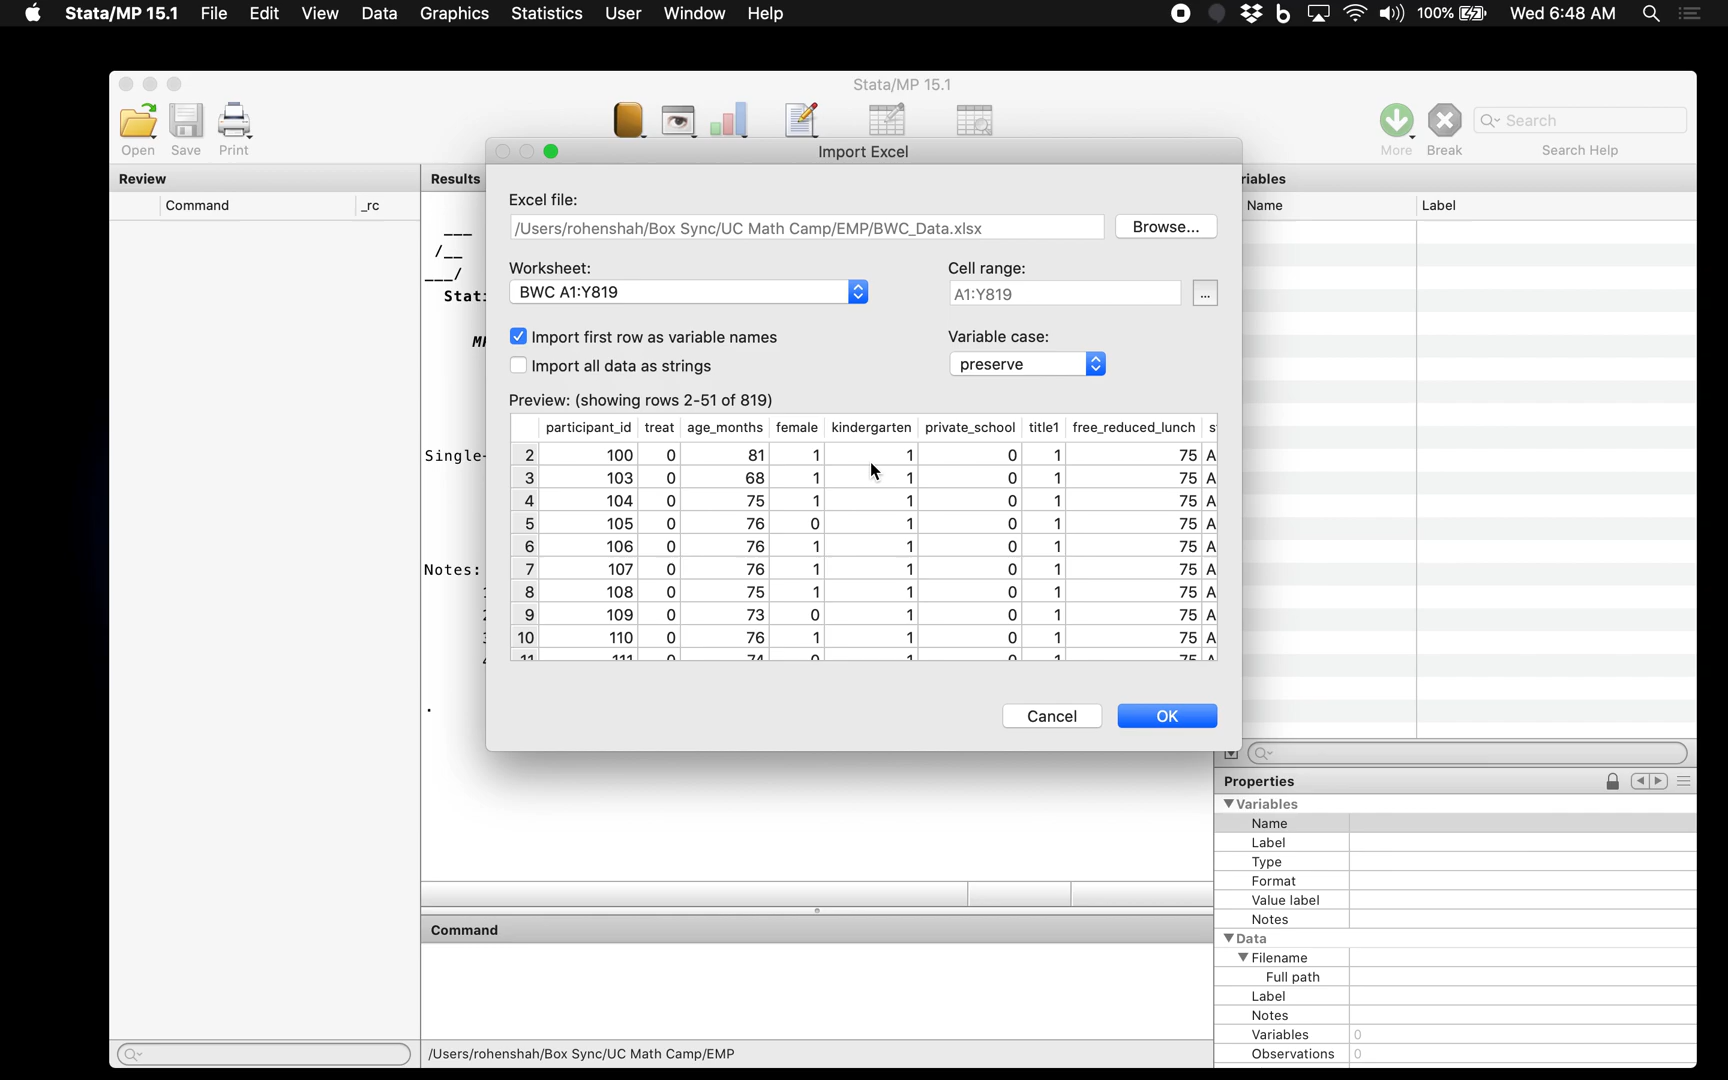 Stata/MP 15.1 File Edit View Data Graphics Statistics User Window Help 100% Wed 6:48 AM
Stata/MP 15.1
Open Save Print
More Break Search
Search Help
Review
Command _rc
Results
Stati
MP
Single-
Notes:
.
Import Excel
Excel file:
/Users/rohenshah/Box Sync/UC Math Camp/EMP/BWC_Data.xlsx Browse...
Worksheet: Cell range:
BWC A1:Y819 A1:Y819 ...
Import first row as variable names Variable case:
Import all data as strings preserve
Preview: (showing rows 2-51 of 819)
participant_id treat age_months female kindergarten private_school title1 free_reduced_lunch s
2 100 0 81 1 1 0 1 75 A
3 103 0 68 1 1 0 1 75 A
4 104 0 75 1 1 0 1 75 A
5 105 0 76 0 1 0 1 75 A
6 106 0 76 1 1 0 1 75 A
7 107 0 76 1 1 0 1 75 A
8 108 0 75 1 1 0 1 75 A
9 109 0 73 0 1 0 1 75 A
10 110 0 76 1 1 0 1 75 A
11 111 0 74 0 1 0 1 75 A
Cancel OK
riables
Name Label
Properties
Variables
Name
Label
Type
Format
Value label
Notes
Data
Filename
Full path
Label
Notes
Variables 0
Observations 0
Command
/Users/rohenshah/Box Sync/UC Math Camp/EMP